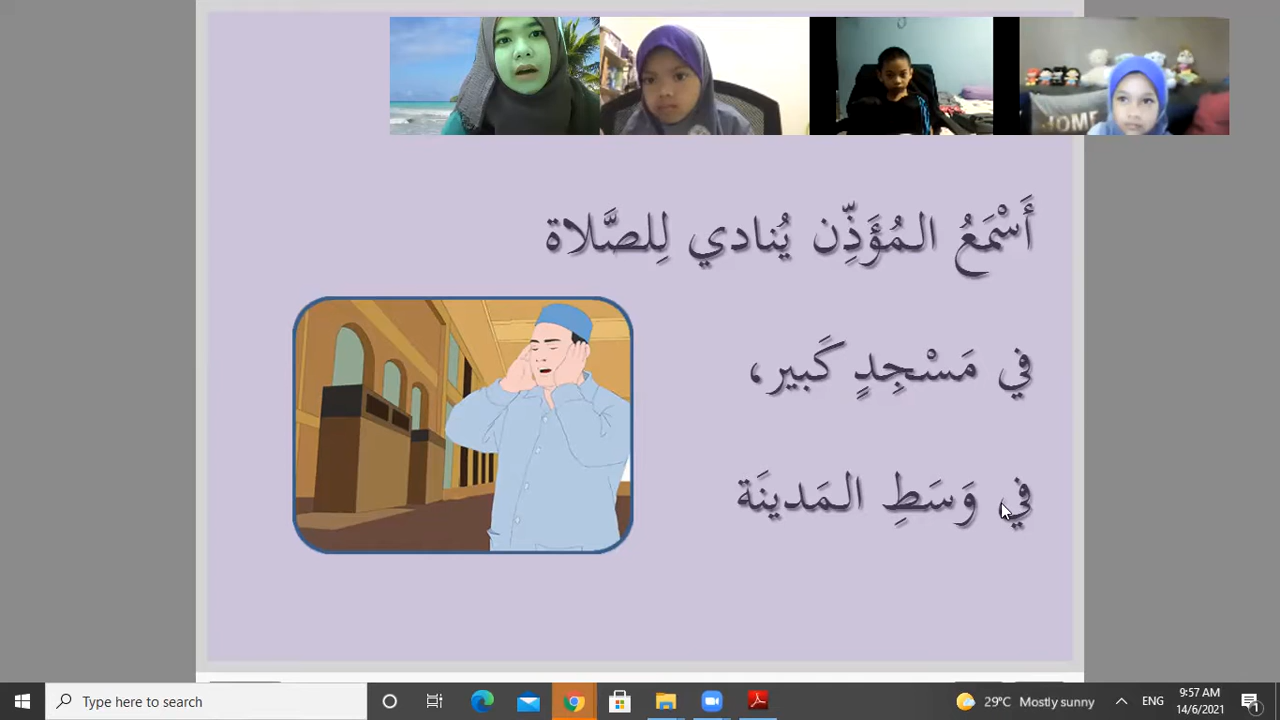 أَسْمَعُ المُؤَذِّن يُنادي لِلصَّلاة
في مَسْجِدٍ كَبير،
في وَسَطِ المَدينَة
HOME
Type here to search
29°C Mostly sunny
ENG
9:57 AM
14/6/2021
1